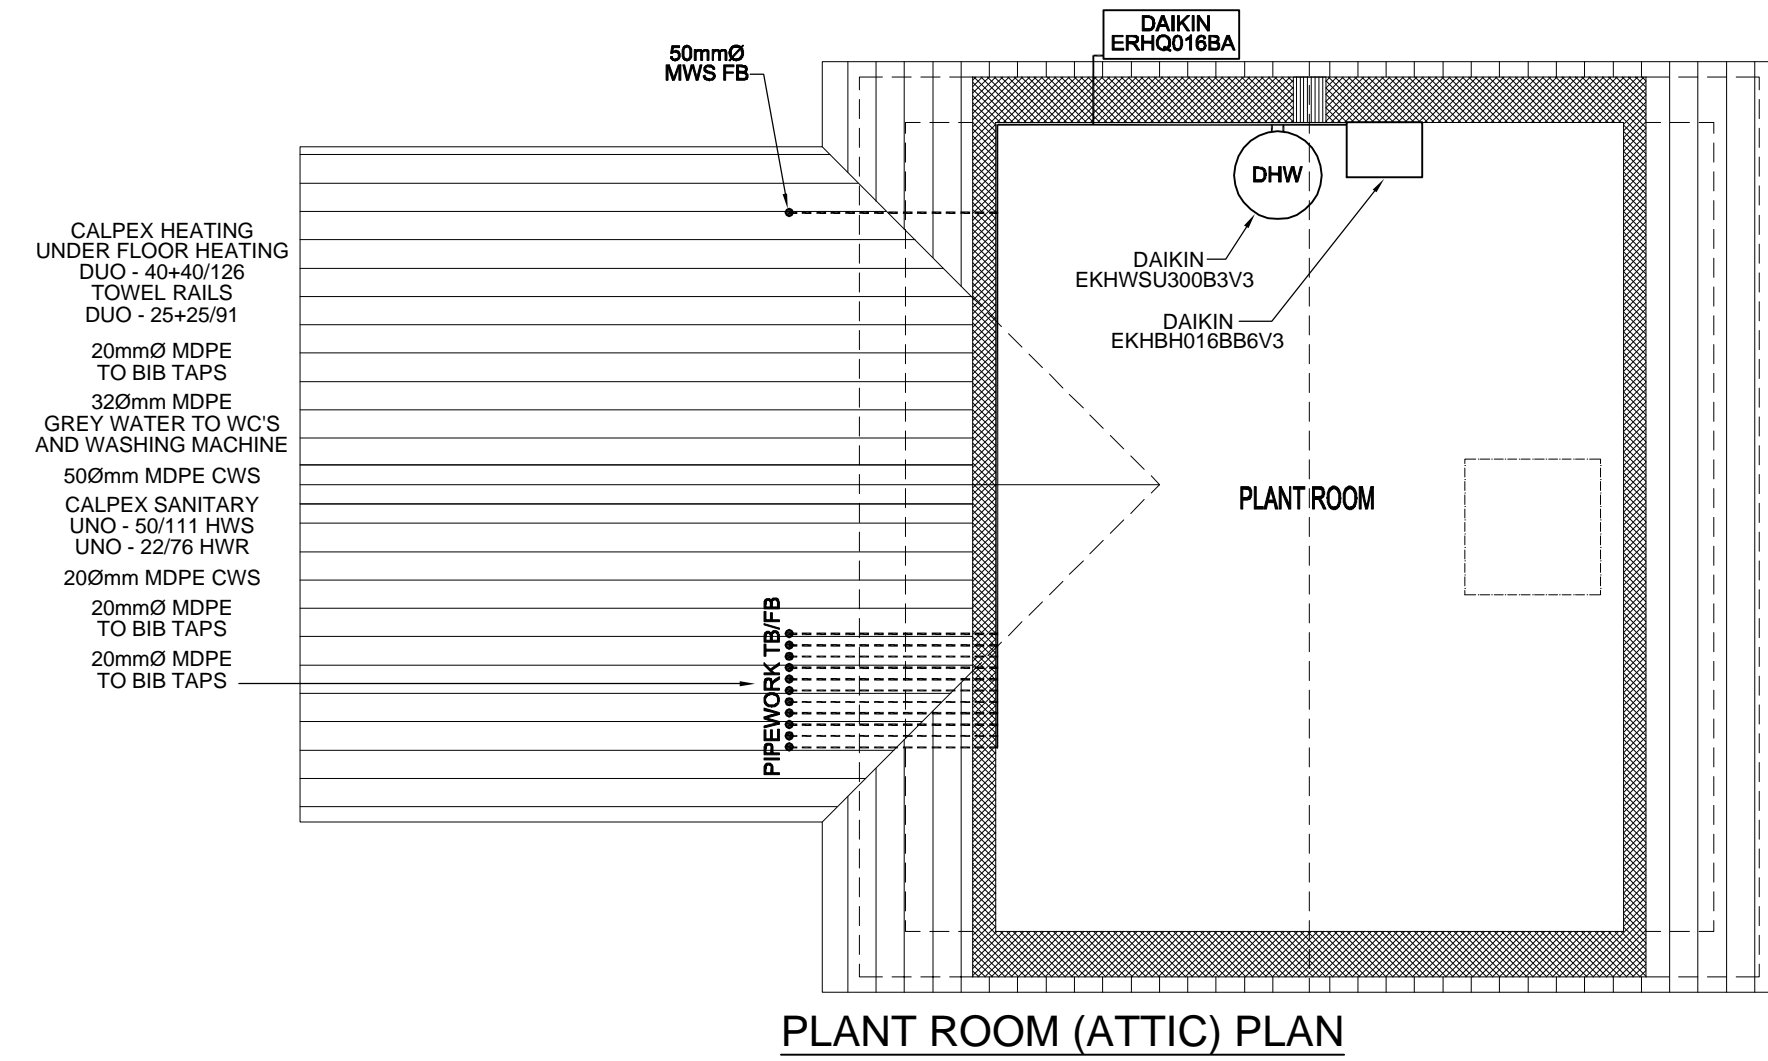 DAIKIN
ERHQ016BA
50mmØ
MWS FB
DHW
DAIKIN
EKHWSU300B3V3
DAIKIN
EKHBH016BB6V3
CALPEX HEATING
UNDER FLOOR HEATING
DUO - 40+40/126
TOWEL RAILS
DUO - 25+25/91
20mmØ MDPE
TO BIB TAPS
32Ømm MDPE
GREY WATER TO WC'S
AND WASHING MACHINE
50Ømm MDPE CWS
CALPEX SANITARY
UNO - 50/111 HWS
UNO - 22/76 HWR
20Ømm MDPE CWS
20mmØ MDPE
TO BIB TAPS
20mmØ MDPE
TO BIB TAPS
PIPEWORK TB/FB
PLANT ROOM
PLANT ROOM (ATTIC) PLAN